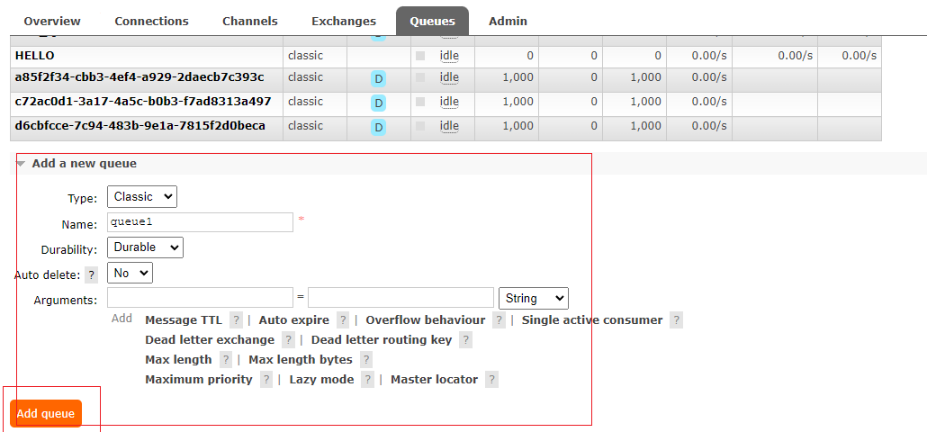 Overview Connections Channels Exchanges Queues Admin
HELLO classic idle 0 0 0 0.00/s 0.00/s 0.00/s
a85f2f34-cbb3-4ef4-a929-2daecb7c393c classic D idle 1,000 0 1,000 0.00/s
c72ac0d1-3a17-4a5c-b0b3-f7ad8313a497 classic D idle 1,000 0 1,000 0.00/s
d6cbfcce-7c94-483b-9e1a-7815f2d0beca classic D idle 1,000 0 1,000 0.00/s
Add a new queue
Type: Classic
Name: queue1 *
Durability: Durable
Auto delete: ? No
Arguments: = String
Add Message TTL ? | Auto expire ? | Overflow behaviour ? | Single active consumer ?
Dead letter exchange ? | Dead letter routing key ?
Max length ? | Max length bytes ?
Maximum priority ? | Lazy mode ? | Master locator ?
Add queue